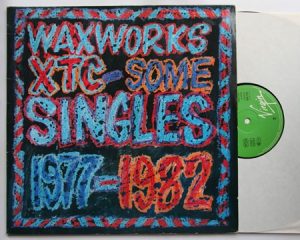 WAXWORKS
XTC-SOME
SINGLES
1977-1982
Virgin